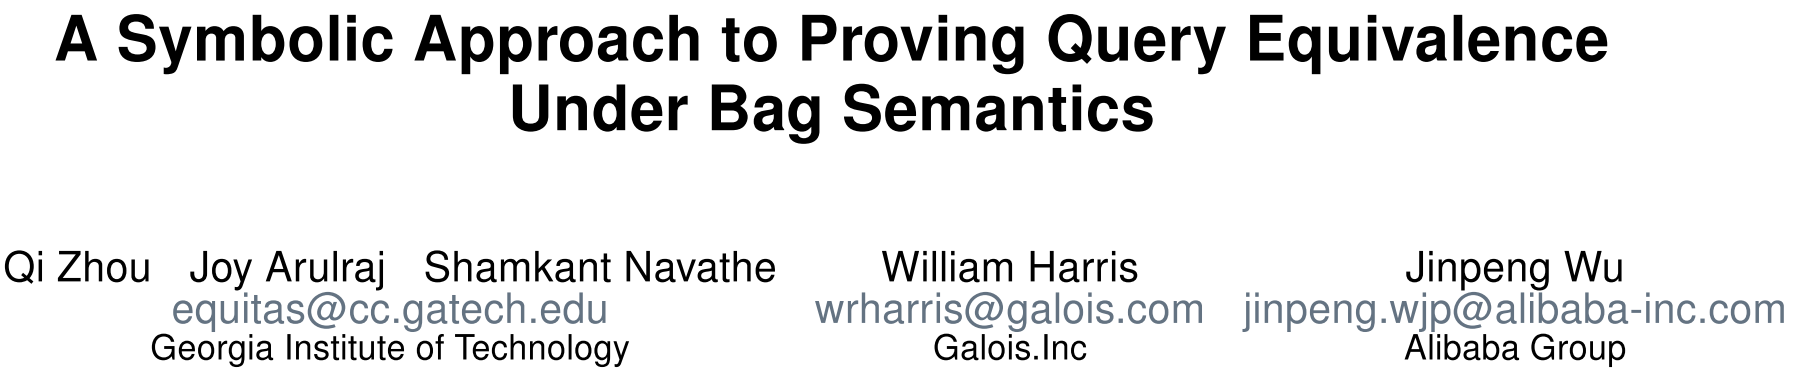 A Symbolic Approach to Proving Query Equivalence
Under Bag Semantics
Qi Zhou Joy Arulraj Shamkant Navathe William Harris Jinpeng Wu
equitas@cc.gatech.edu wrharris@galois.com jinpeng.wjp@alibaba-inc.com
Georgia Institute of Technology Galois.Inc Alibaba Group